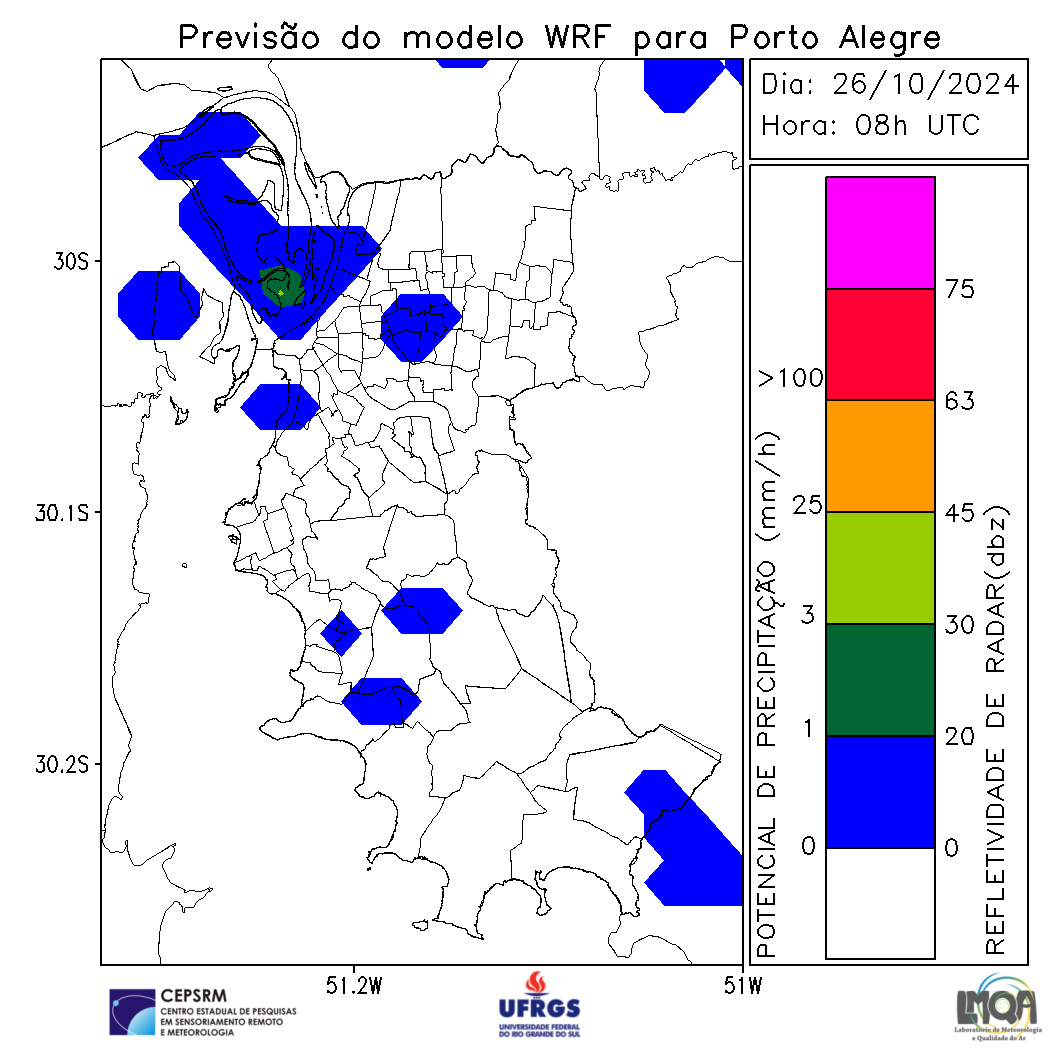 Previsão do modelo WRF para Porto Alegre
Dia: 26/10/2024
Hora: 08h UTC
30S
30.1S
30.2S
51.2W
51W
POTENCIAL DE PRECIPITAÇÃO (mm/h)
>100
25
3
1
0
75
63
45
30
20
0
REFLETIVIDADE DE RADAR(dbz)
CEPSRM
CENTRO ESTADUAL DE PESQUISAS
EM SENSORIAMENTO REMOTO
E METEOROLOGIA
UFRGS
UNIVERSIDADE FEDERAL
DO RIO GRANDE DO SUL
LMQA
Laboratório de Meteorologia
e Qualidade do Ar